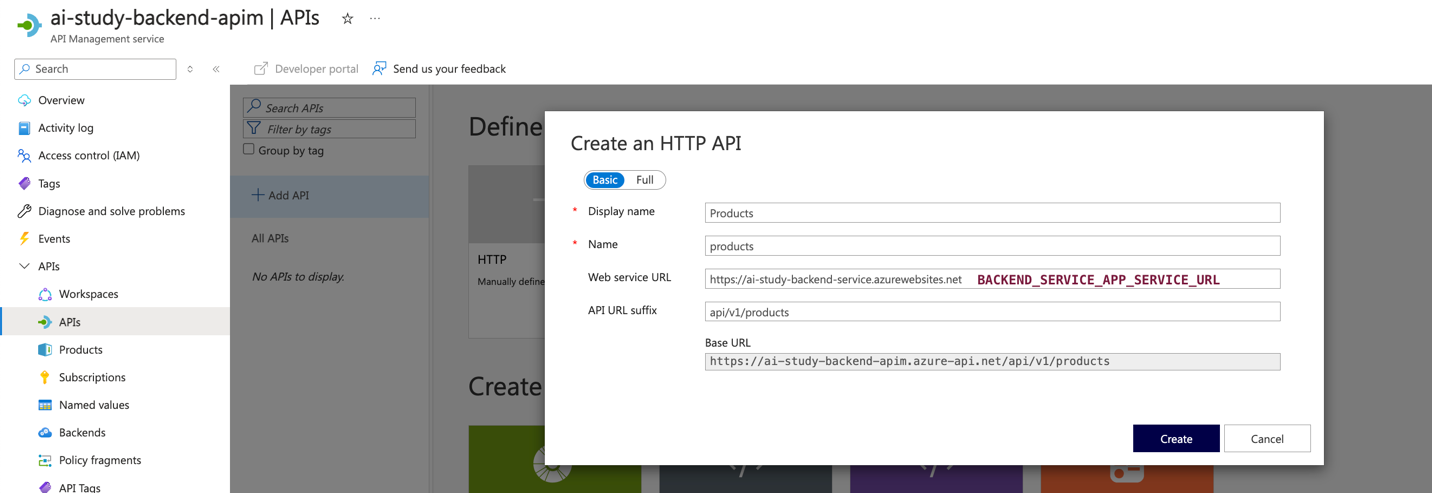 ai-study-backend-apim | APIs
API Management service
Search
Developer portal
Send us your feedback
Overview
Activity log
Access control (IAM)
Tags
Diagnose and solve problems
Events
APIs
Workspaces
APIs
Products
Subscriptions
Named values
Backends
Policy fragments
API Tags
Search APIs
Filter by tags
Group by tag
Add API
All APIs
No APIs to display.
Define
HTTP
Manually define
Create
Create an HTTP API
Basic Full
* Display name Products
* Name products
Web service URL https://ai-study-backend-service.azurewebsites.net BACKEND_SERVICE_APP_SERVICE_URL
API URL suffix api/v1/products
Base URL
https://ai-study-backend-apim.azure-api.net/api/v1/products
Create Cancel